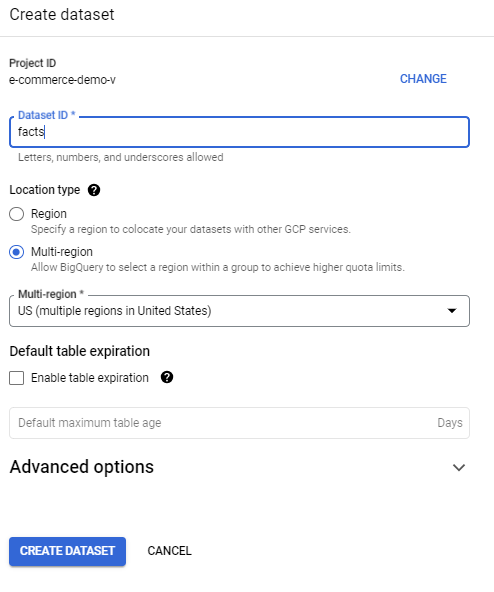 Create dataset
Project ID
e-commerce-demo-v
CHANGE
Dataset ID *
facts
Letters, numbers, and underscores allowed
Location type ?
Region
Specify a region to colocate your datasets with other GCP services.
Multi-region
Allow BigQuery to select a region within a group to achieve higher quota limits.
Multi-region *
US (multiple regions in United States)
Default table expiration
Enable table expiration ?
Default maximum table age Days
Advanced options
CREATE DATASET CANCEL